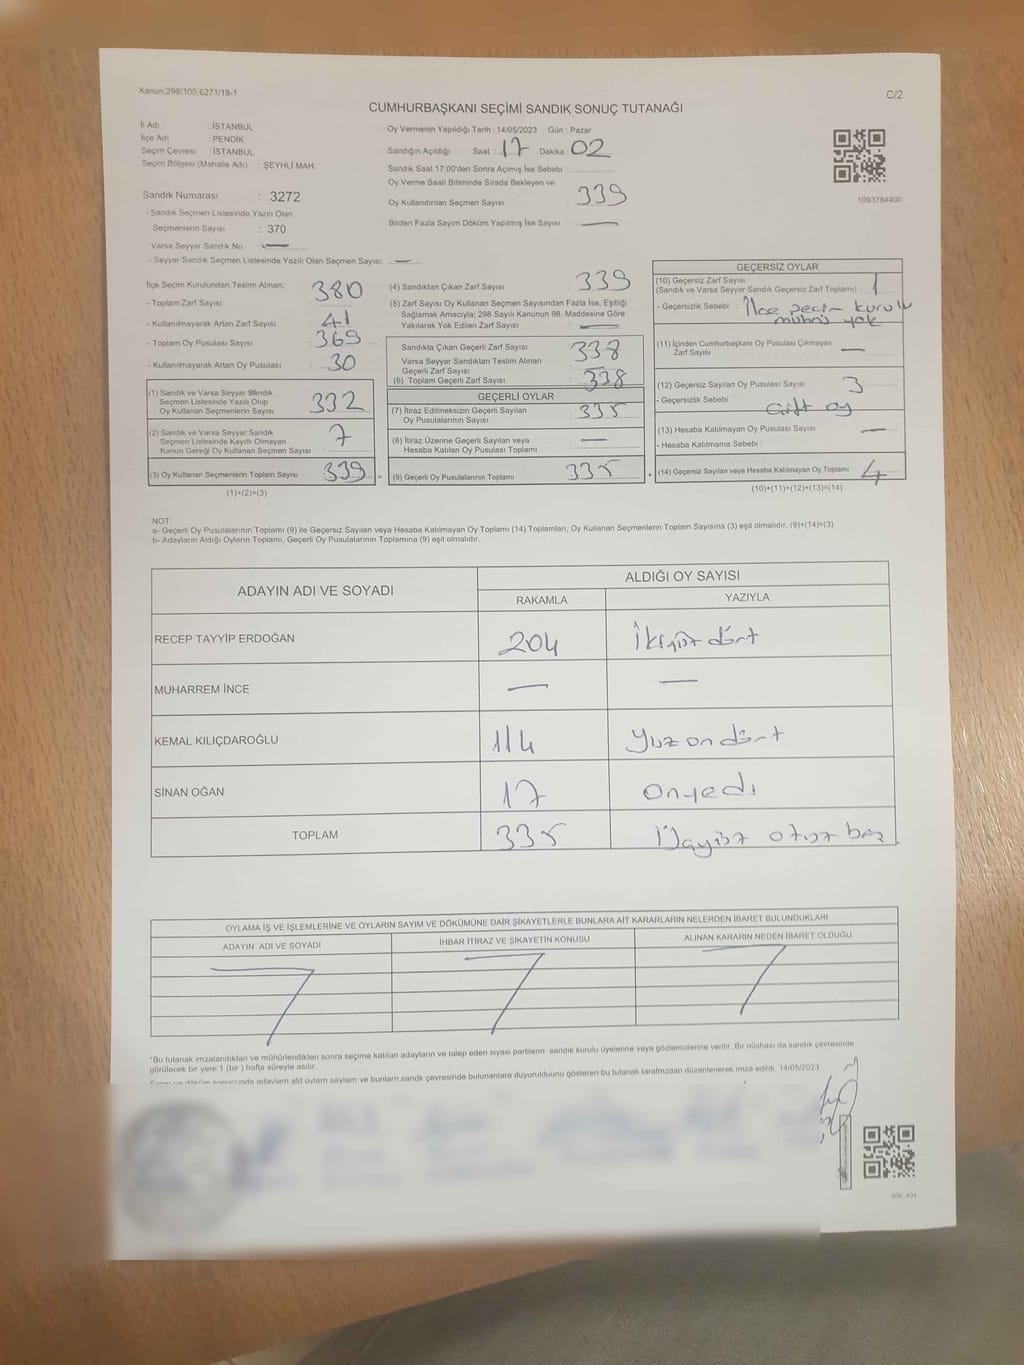 Kanun.298/105,6271/18-1
C/2
CUMHURBAŞKANI SEÇİMİ SANDIK SONUÇ TUTANAĞI
İl Adı : İSTANBUL
İlçe Adı : PENDİK
Seçim Çevresi : İSTANBUL
Seçim Bölgesi (Mahalle Adı) : ŞEYHLİ MAH.
Sandık Numarası : 3272
- Sandık Seçmen Listesinde Yazılı Olan
Seçmenlerin Sayısı : 370
Varsa Seyyar Sandık No : —
- Seyyar Sandık Seçmen Listesinde Yazılı Olan Seçmen Sayısı: —
Oy Vermenin Yapıldığı Tarih : 14/05/2023 Gün : Pazar
Sandığın Açıldığı Saat : 17 Dakika : 02
Sandık Saat 17:00'den Sonra Açımış İse Sebebi :
Oy Verme Saati Bitiminde Sırada Bekleyen ve
Oy Kullandırılan Seçmen Sayısı : 339
Birden Fazla Sayım Döküm Yapılmış İse Sayısı : —
1093784400
İlçe Seçim Kurulundan Teslim Alınan;
- Toplam Zarf Sayısı : 380
- Kullanılmayarak Artan Zarf Sayısı : 41
- Toplam Oy Pusulası Sayısı : 369
- Kullanılmayarak Artan Oy Pusulası : 30
(1) Sandık ve Varsa Seyyar Sandık
Seçmen Listesinde Yazılı Olup
Oy Kullanan Seçmenlerin Sayısı : 332
(2) Sandık ve Varsa Seyyar Sandık
Seçmen Listesinde Kayıtlı Olmayan
Kanun Gereği Oy Kullanan Seçmen Sayısı : 7
(3) Oy Kullanan Seçmenlerin Toplam Sayısı : 339 =
(1)+(2)=(3)
(4) Sandıktan Çıkan Zarf Sayısı : 339
(5) Zarf Sayısı Oy Kullanan Seçmen Sayısından Fazla İse, Eşitliği
Sağlamak Amacıyla; 298 Sayılı Kanunun 98. Maddesine Göre
Yakılarak Yok Edilen Zarf Sayısı : —
Sandıkta Çıkan Geçerli Zarf Sayısı : 338
Varsa Seyyar Sandıktan Teslim Alınan
Geçerli Zarf Sayısı :
(6) Toplam Geçerli Zarf Sayısı : 338
GEÇERLİ OYLAR
(7) İtiraz Edilmeksizin Geçerli Sayılan
Oy Pusulalarının Sayısı : 335
(8) İtiraz Üzerine Geçerli Sayılan veya
Hesaba Katılan Oy Pusulası Toplamı : —
(9) Geçerli Oy Pusulalarının Toplamı : 335 +
GEÇERSİZ OYLAR
(10) Geçersiz Zarf Sayısı
(Sandık ve Varsa Seyyar Sandık Geçersiz Zarf Toplamı) : 1
- Geçersizlik Sebebi : İlçe seçim kurulu
mührü yok
(11) İçinden Cumhurbaşkanı Oy Pusulası Çıkmayan
Zarf Sayısı : —
(12) Geçersiz Sayılan Oy Pusulası Sayısı : 3
- Geçersizlik Sebebi : çift oy
(13) Hesaba Katılmayan Oy Pusulası Sayısı : —
- Hesaba Katılmama Sebebi :
(14) Geçersiz Sayılan veya Hesaba Katılmayan Oy Toplamı : 4
(10)+(11)+(12)+(13)=(14)
NOT:
a- Geçerli Oy Pusulalarının Toplamı (9) ile Geçersiz Sayılan veya Hesaba Katılmayan Oy Toplamı (14) Toplamları, Oy Kullanan Seçmenlerin Toplam Sayısına (3) eşit olmalıdır. (9)+(14)=(3)
b- Adayların Aldığı Oyların Toplamı, Geçerli Oy Pusulalarının Toplamına (9) eşit olmalıdır.
ADAYIN ADI VE SOYADI ALDIĞI OY SAYISI
RAKAMLA YAZIYLA
RECEP TAYYİP ERDOĞAN 204 İkiyüz dört
MUHARREM İNCE — —
KEMAL KILIÇDAROĞLU 114 Yüz on dört
SİNAN OĞAN 17 Onyedi
TOPLAM 335 Üçyüz otuz beş
OYLAMA İŞ VE İŞLEMLERİNE VE OYLARIN SAYIM VE DÖKÜMÜNE DAİR ŞİKAYETLERLE BUNLARA AİT KARARLARIN NELERDEN İBARET BULUNDUKLARI
ADAYIN ADI VE SOYADI İHBAR İTİRAZ VE ŞİKAYETİN KONUSU ALINAN KARARIN NEDEN İBARET OLDUĞU
*Bu tutanak imzalandıktan ve mühürlendikten sonra seçime katılan adayların ve talep eden siyasi partilerin sandık kurulu üyelerine veya gözlemcilerine verilir. Bir nüshası da sandık çevresinde
görülecek bir yere 1 (bir ) hafta süreyle asılır.
döküm sonucunda adayların aldı oyların sayıların ve bunların sandk çevresinde bulunanlara duyurulduunu gösteren bu tutanak tarafmzdan düzenlenerek imza edildi. 14/05/2023